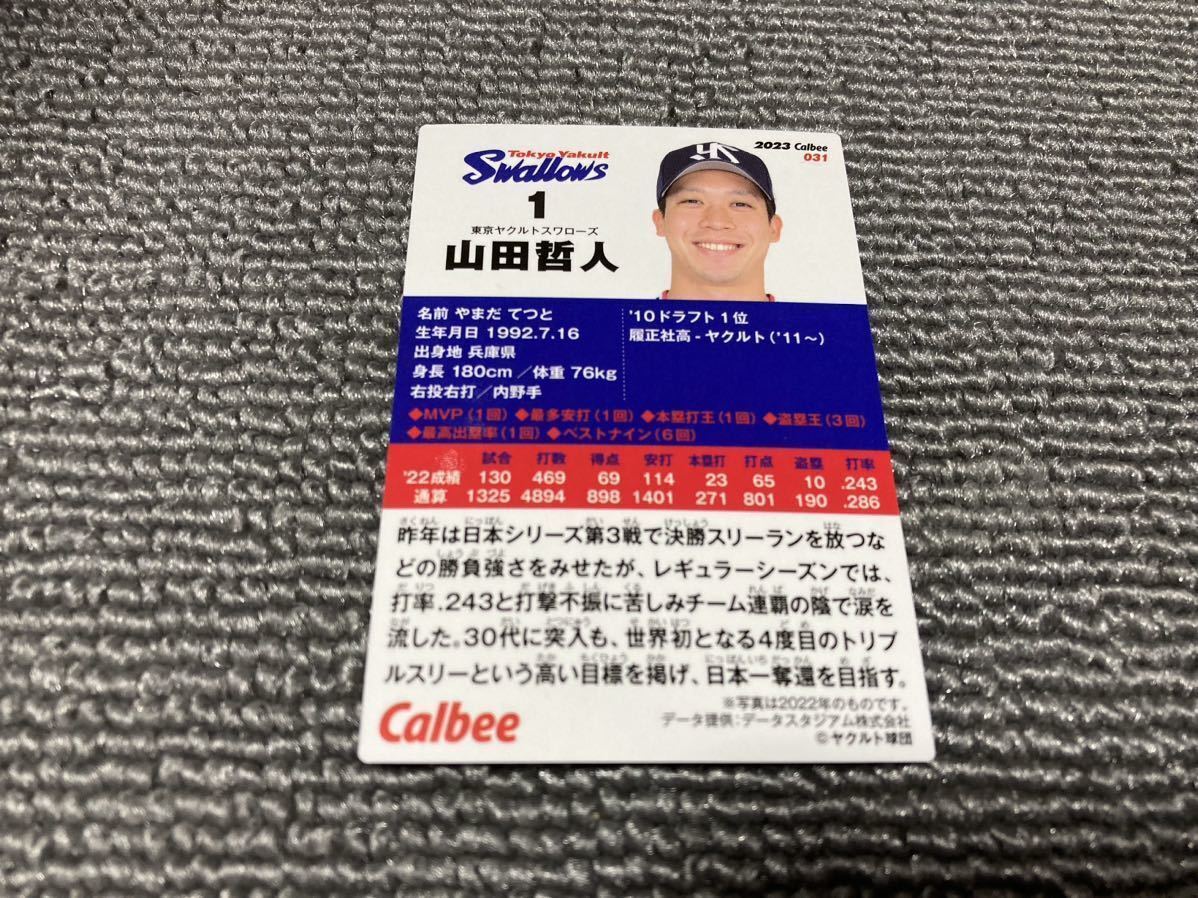 Tokyo Yakult
Swallows
1
東京ヤクルトスワローズ
山田哲人
2023 Calbee
031
名前 やまだ てつと
生年月日 1992.7.16
出身地 兵庫県
身長 180cm／体重 76kg
右投右打／内野手
'10ドラフト1位
履正社高-ヤクルト('11〜)
◆MVP(1回) ◆最多安打(1回) ◆本塁打王(1回) ◆盗塁王(3回)
◆最高出塁率(1回) ◆ベストナイン(6回)
試合 打数 得点 安打 本塁打 打点 盗塁 打率
'22成績 130 469 69 114 23 65 10 .243
通算 1325 4894 898 1401 271 801 190 .286
昨年は日本シリーズ第3戦で決勝スリーランを放つな
どの勝負強さをみせたが、レギュラーシーズンでは、
打率.243と打撃不振に苦しみチーム連覇の陰で涙を
流した。30代に突入も、世界初となる4度目のトリプ
ルスリーという高い目標を掲げ、日本一奪還を目指す。
※写真は2022年のものです。
データ提供:データスタジアム株式会社
©ヤクルト球団
Calbee